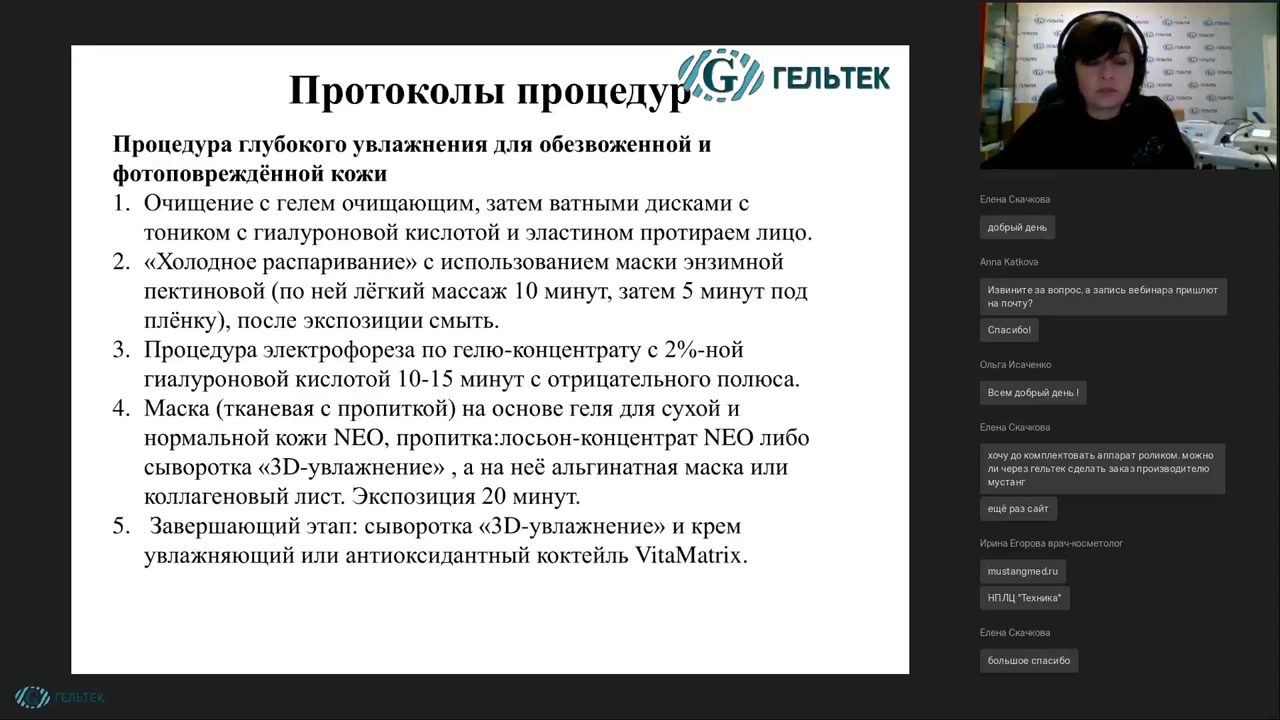 Протоколы процедур
G ГЕЛЬТЕК
Процедура глубокого увлажнения для обезвоженной и
фотоповреждённой кожи
1. Очищение с гелем очищающим, затем ватными дисками с
тоником с гиалуроновой кислотой и эластином протираем лицо.
2. «Холодное распаривание» с использованием маски энзимной
пектиновой (по ней лёгкий массаж 10 минут, затем 5 минут под
плёнку), после экспозиции смыть.
3. Процедура электрофореза по гелю-концентрату с 2%-ной
гиалуроновой кислотой 10-15 минут с отрицательного полюса.
4. Маска (тканевая с пропиткой) на основе геля для сухой и
нормальной кожи NEO, пропитка:лосьон-концентрат NEO либо
сыворотка «3D-увлажнение» , а на неё альгинатная маска или
коллагеновый лист. Экспозиция 20 минут.
5. Завершающий этап: сыворотка «3D-увлажнение» и крем
увлажняющий или антиоксидантный коктейль VitaMatrix.
G ГЕЛЬТЕК
Елена Скачкова
добрый день
Anna Katkova
Извините за вопрос, а запись вебинара пришлют
на почту?
Спасибо!
Ольга Исаченко
Всем добрый день !
Елена Скачкова
хочу до комплектовать аппарат роликом. можно
ли через гельтек сделать заказ производителю
мустанг
ещё раз сайт
Ирина Егорова врач-косметолог
mustangmed.ru
НПЛЦ "Техника"
Елена Скачкова
большое спасибо